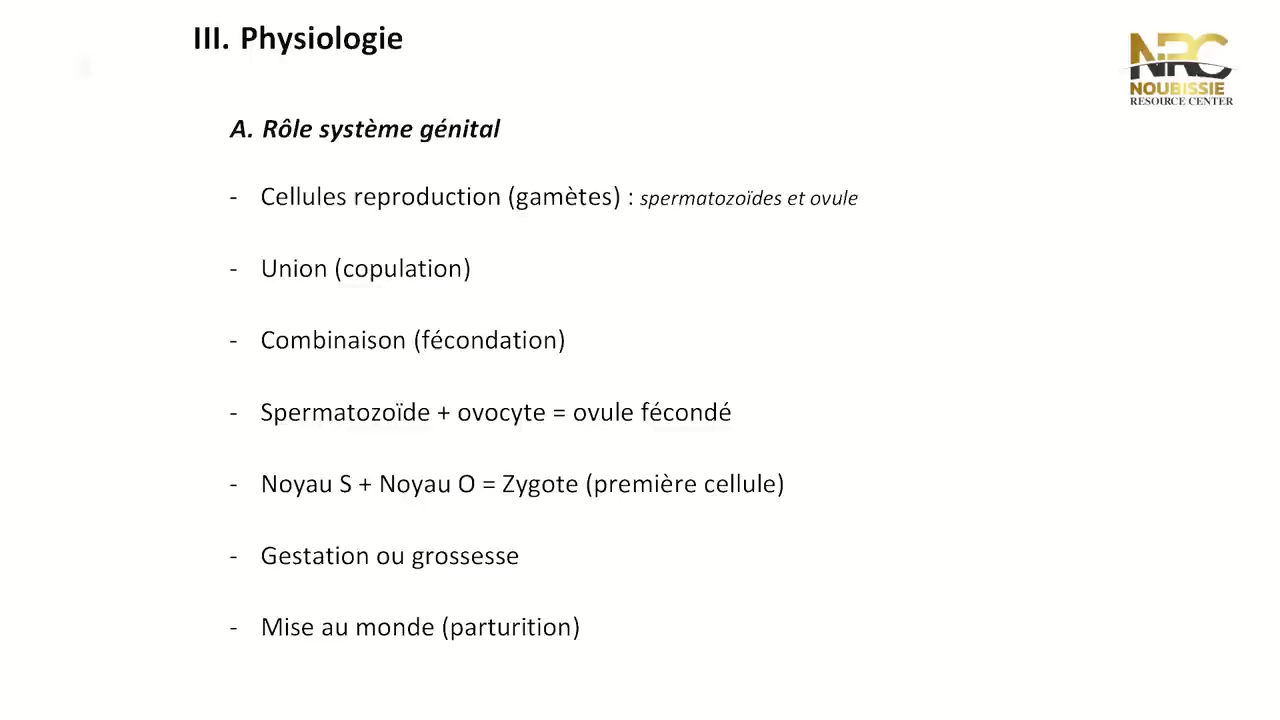 III. Physiologie
NRC
NOUBISSIE
RESOURCE CENTER
A. Rôle système génital
- Cellules reproduction (gamètes) : spermatozoïdes et ovule
- Union (copulation)
- Combinaison (fécondation)
- Spermatozoïde + ovocyte = ovule fécondé
- Noyau S + Noyau O = Zygote (première cellule)
- Gestation ou grossesse
- Mise au monde (parturition)